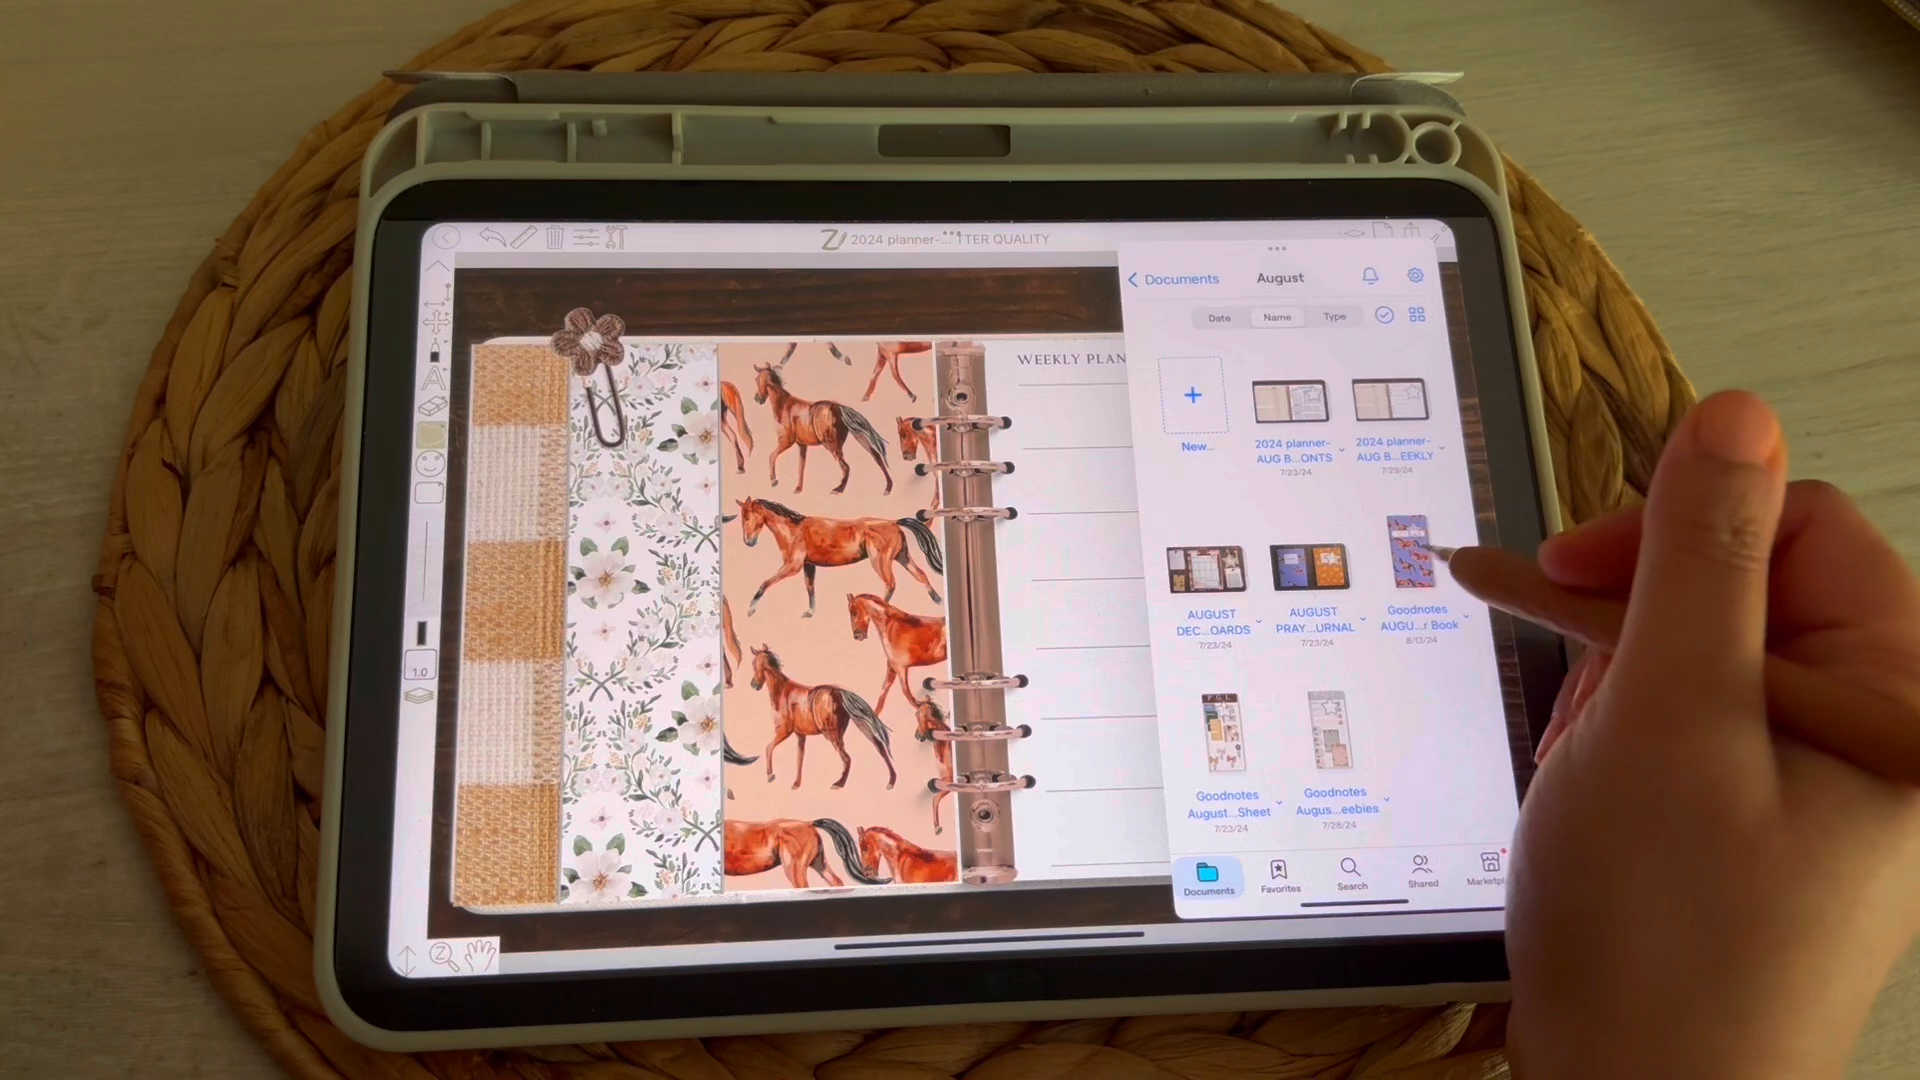 2024 planner-... 1TER QUALITY
Documents
August
Date
Name
Type
WEEKLY PLAN
New...
2024 planner-
AUG B...ONTS
7/23/24
2024 planner-
AUG B...EEKLY
7/29/24
AUGUST
DEC...OARDS
7/23/24
AUGUST
PRAY...URNAL
7/23/24
Goodnotes
AUGU...r Book
8/13/24
1.0
P.G.L.
Goodnotes
August...Sheet
7/23/24
Goodnotes
Augus...eebies
7/28/24
Documents
Favorites
Search
Shared
Marketpl